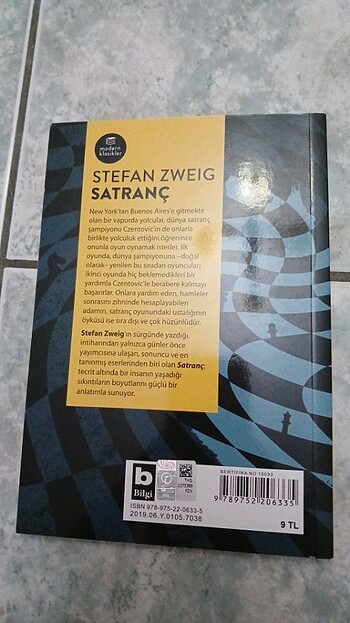 modern
klasikler
STEFAN ZWEIG
SATRANÇ
New York'tan Buenos Aires'e gitmekte
olan bir vapurda yolcular, dünya satranç
şampiyonu Czentovic'in de onlarla
birlikte yolculuk ettiğini öğrenince
onunla oyun oynamak isterler. İlk
oyunda, dünya şampiyonuna –doğal
olarak– yenilen bu sıradan oyuncular;
ikinci oyunda hiç beklemedikleri bir
yardımla Czentovic'le berabere kalmayı
başarırlar. Onlara yardım eden, hamleler
sonrasını zihninde hesaplayabilen
adamın, satranç oyunundaki ustalığının
öyküsü ise sıra dışı ve çok hüzünlüdür.
Stefan Zweig'ın sürgünde yazdığı,
intiharından yalnızca günler önce
yayımcısına ulaşan, sonuncu ve en
tanınmış eserlerinden biri olan Satranç;
tecrit altında bir insanın yaşadığı
sıkıntıların boyutlarını güçlü bir
anlatımla sunuyor.
SERTİFİKA NO:10033
b
Bilgi
9 789752 206335
ISBN 978-975-22-0633-5
2019.06.Y.0105.7038
9 TL